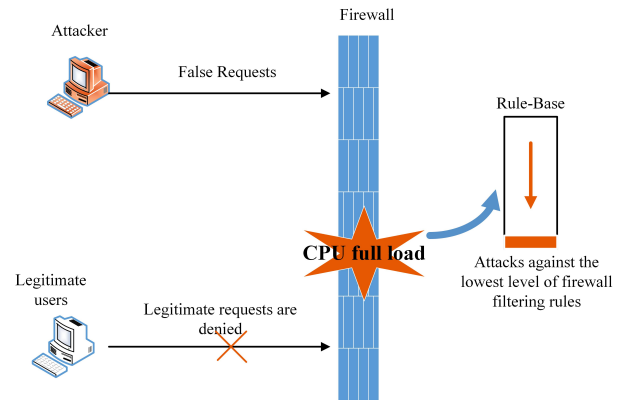 Firewall
Attacker
False Requests
Rule-Base
CPU full load
Attacks against the
lowest level of firewall
filtering rules
Legitimate
users
Legitimate requests are
denied